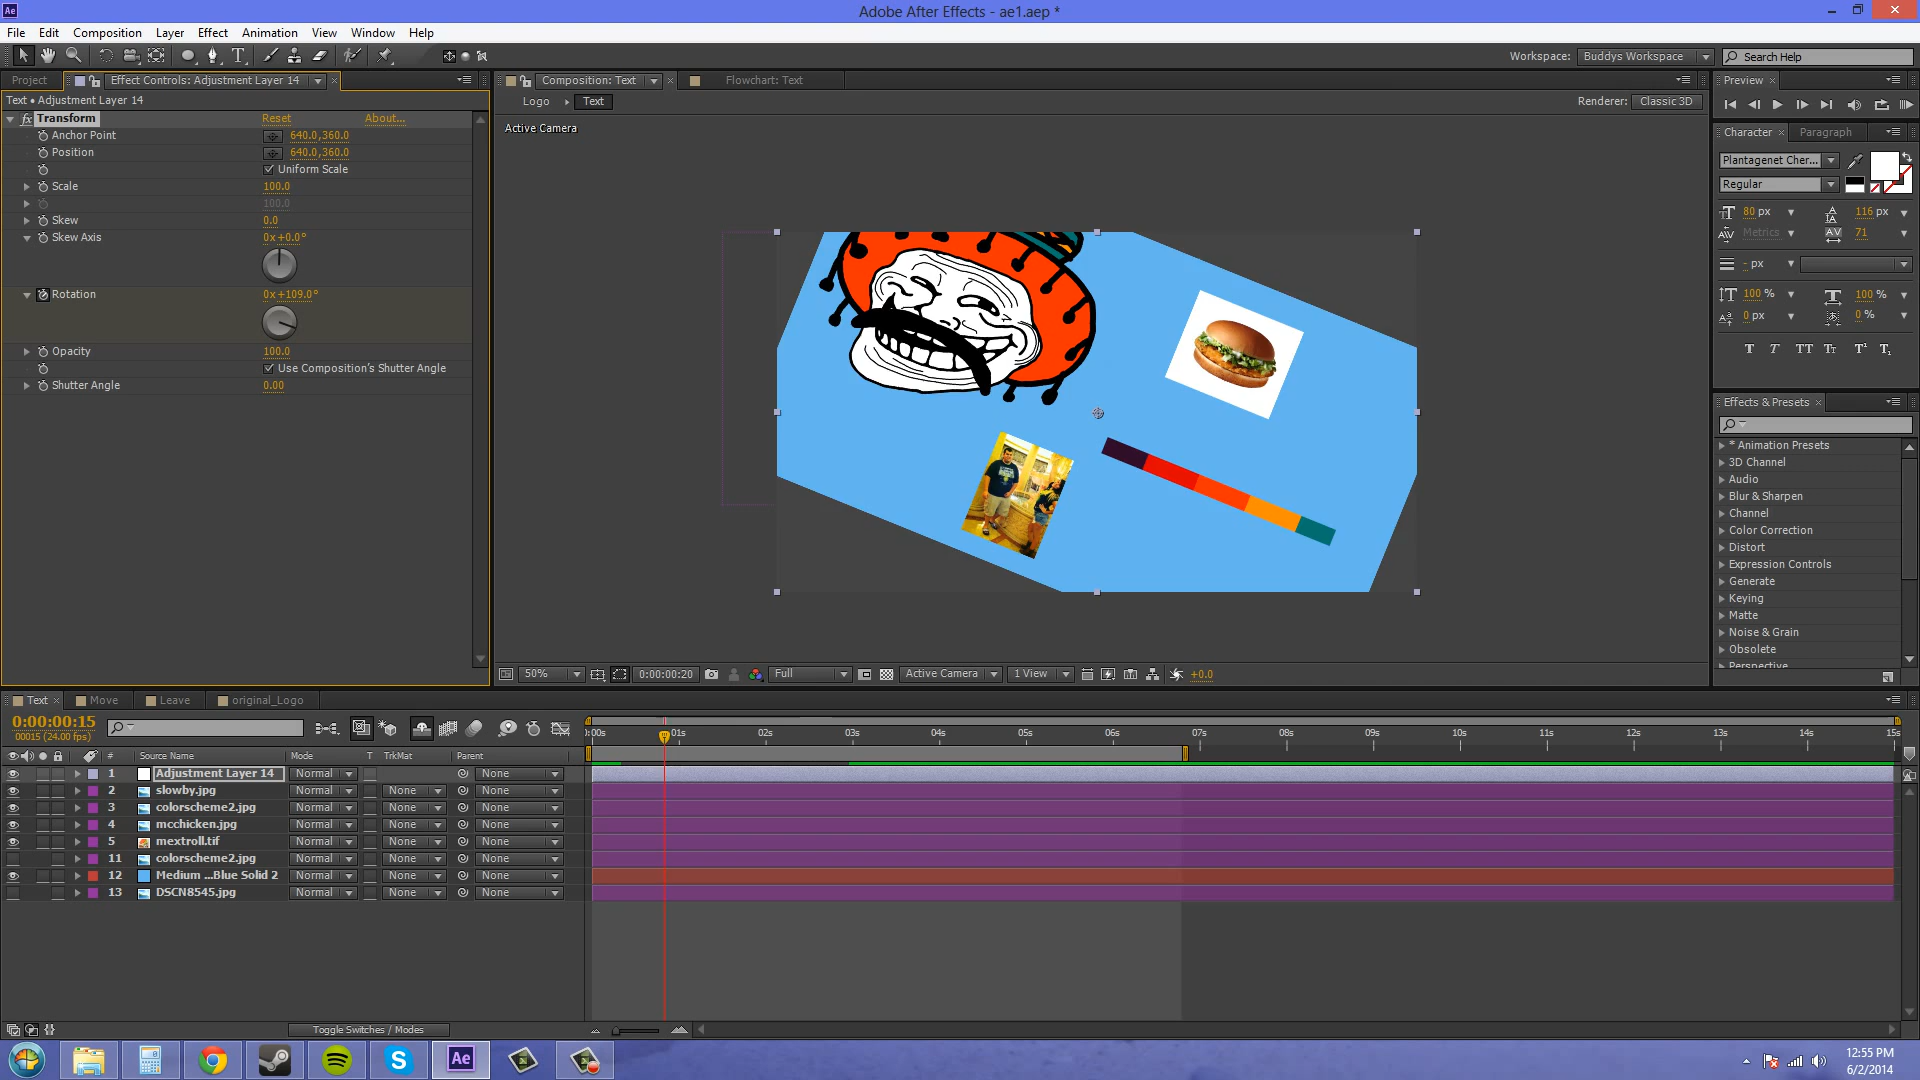 Ae
Adobe After Effects - ae1.aep *
File Edit Composition Layer Effect Animation View Window Help
Workspace: Buddys Workspace Search Help
Project Effect Controls: Adjustment Layer 14
Text • Adjustment Layer 14
fx Transform Reset About...
Anchor Point 640.0,360.0
Position 640.0,360.0
Uniform Scale
Scale 100.0
100.0
Skew 0.0
Skew Axis 0x+0.0°
Rotation 0x+109.0°
Opacity 100.0
Use Composition's Shutter Angle
Shutter Angle 0.00
Composition: Text Flowchart: Text
Logo Text Renderer: Classic 3D
Active Camera
50% 0:00:00:20 Full Active Camera 1 View +0.0
Preview
Character Paragraph
Plantagenet Cher...
Regular
80 px 116 px
Metrics 71
- px
100 % 100 %
0 px 0 %
T T TT Tr T¹ T₁
Effects & Presets
* Animation Presets
3D Channel
Audio
Blur & Sharpen
Channel
Color Correction
Distort
Expression Controls
Generate
Keying
Matte
Noise & Grain
Obsolete
Perspective
Text Move Leave original_Logo
0:00:00:15
00015 (24.00 fps)
:00s 01s 02s 03s 04s 05s 06s 07s 08s 09s 10s 11s 12s 13s 14s 15s
# Source Name Mode T TrkMat Parent
1 Adjustment Layer 14 Normal None
2 slowby.jpg Normal None None
3 colorscheme2.jpg Normal None None
4 mcchicken.jpg Normal None None
5 mextroll.tif Normal None None
11 colorscheme2.jpg Normal None None
12 Medium ...Blue Solid 2 Normal None None
13 DSCN8545.jpg Normal None None
Toggle Switches / Modes
Ae
12:55 PM
6/2/2014